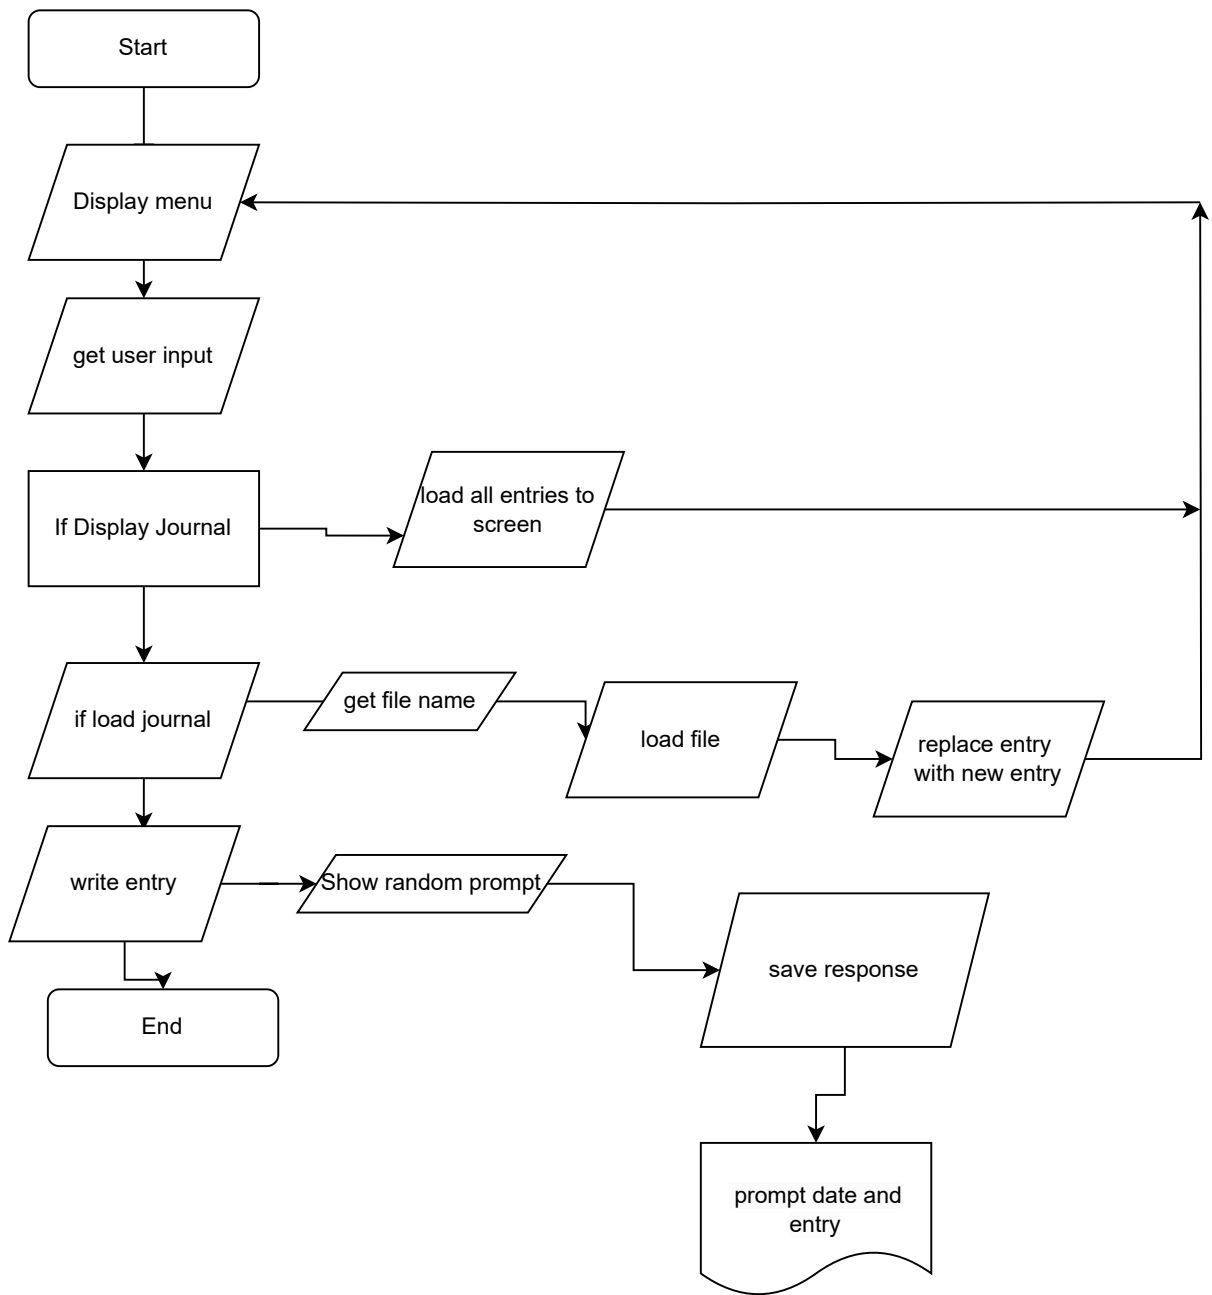 Start
Display menu
get user input
If Display Journal
load all entries to
screen
if load journal
get file name
load file
replace entry
with new entry
write entry
Show random prompt
save response
End
prompt date and
entry